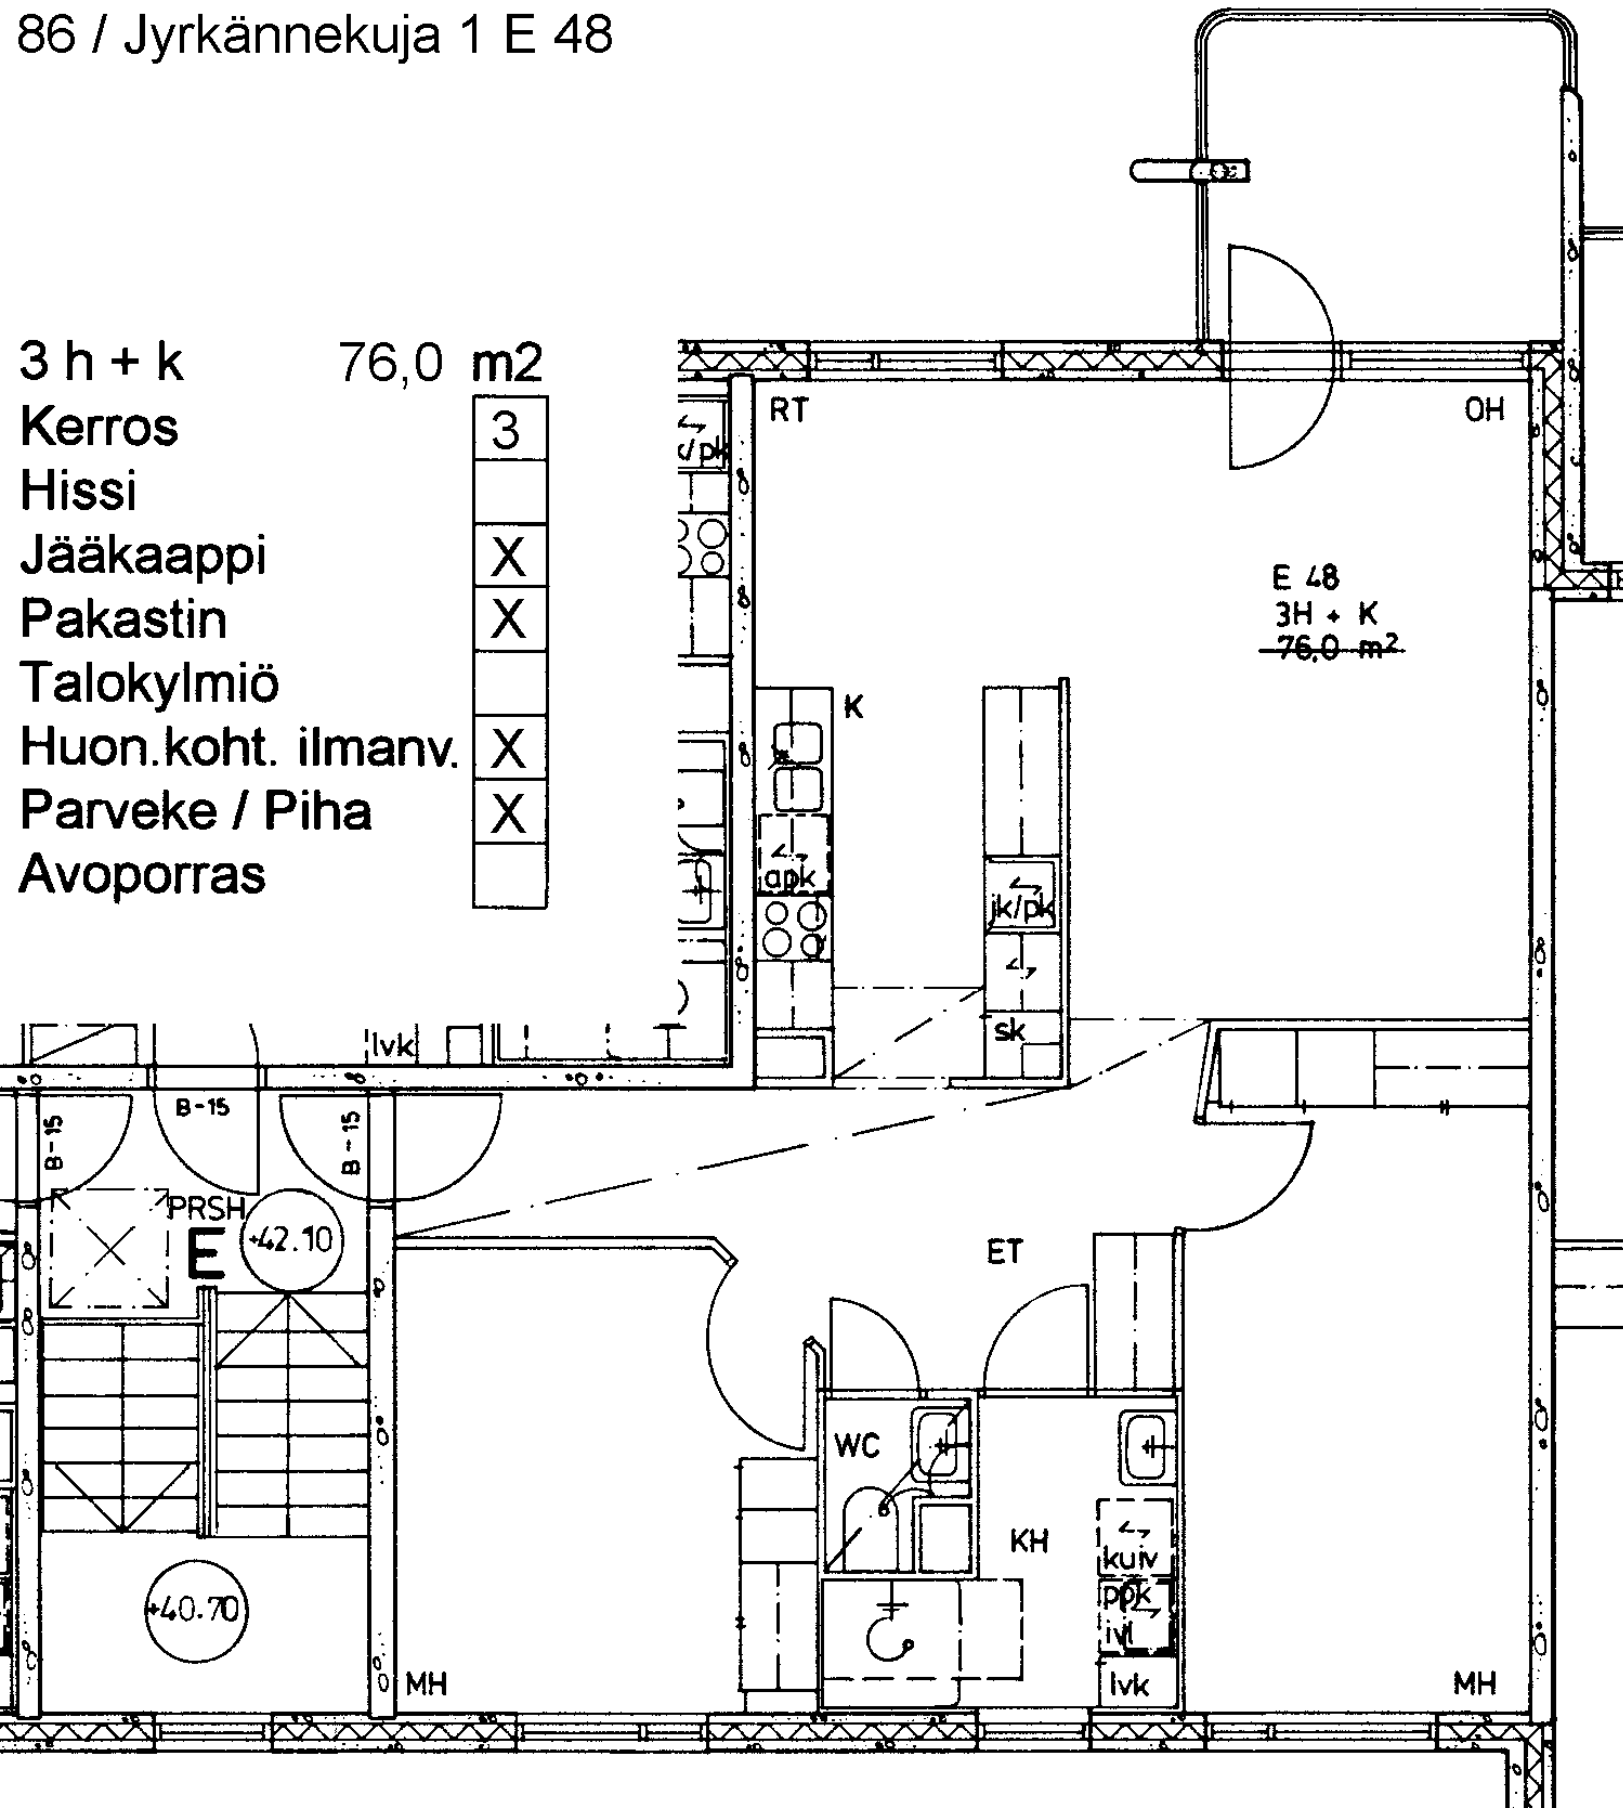 86 / Jyrkännekuja 1 E 48
3 h + k 76,0 m2
Kerros 3
Hissi
Jääkaappi X
Pakastin X
Talokylmiö
Huon.koht. ilmanv. X
Parveke / Piha X
Avoporras
RT
OH
E 48
3H + K
76,0 m²
K
apk
jk/pk
sk
lvk
B-15
B-15
B-15
PRSH
E
+42.10
ET
WC
KH
kuiv
ppk
ivl
lvk
+40.70
MH
MH